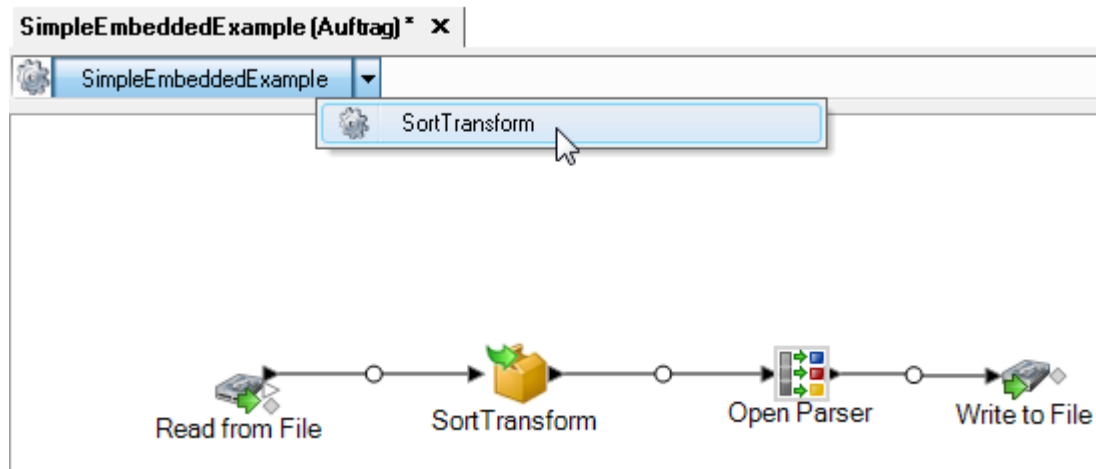 SimpleEmbeddedExample (Auftrag) *
SimpleEmbeddedExample
SortTransform
Read from File
SortTransform
Open Parser
Write to File